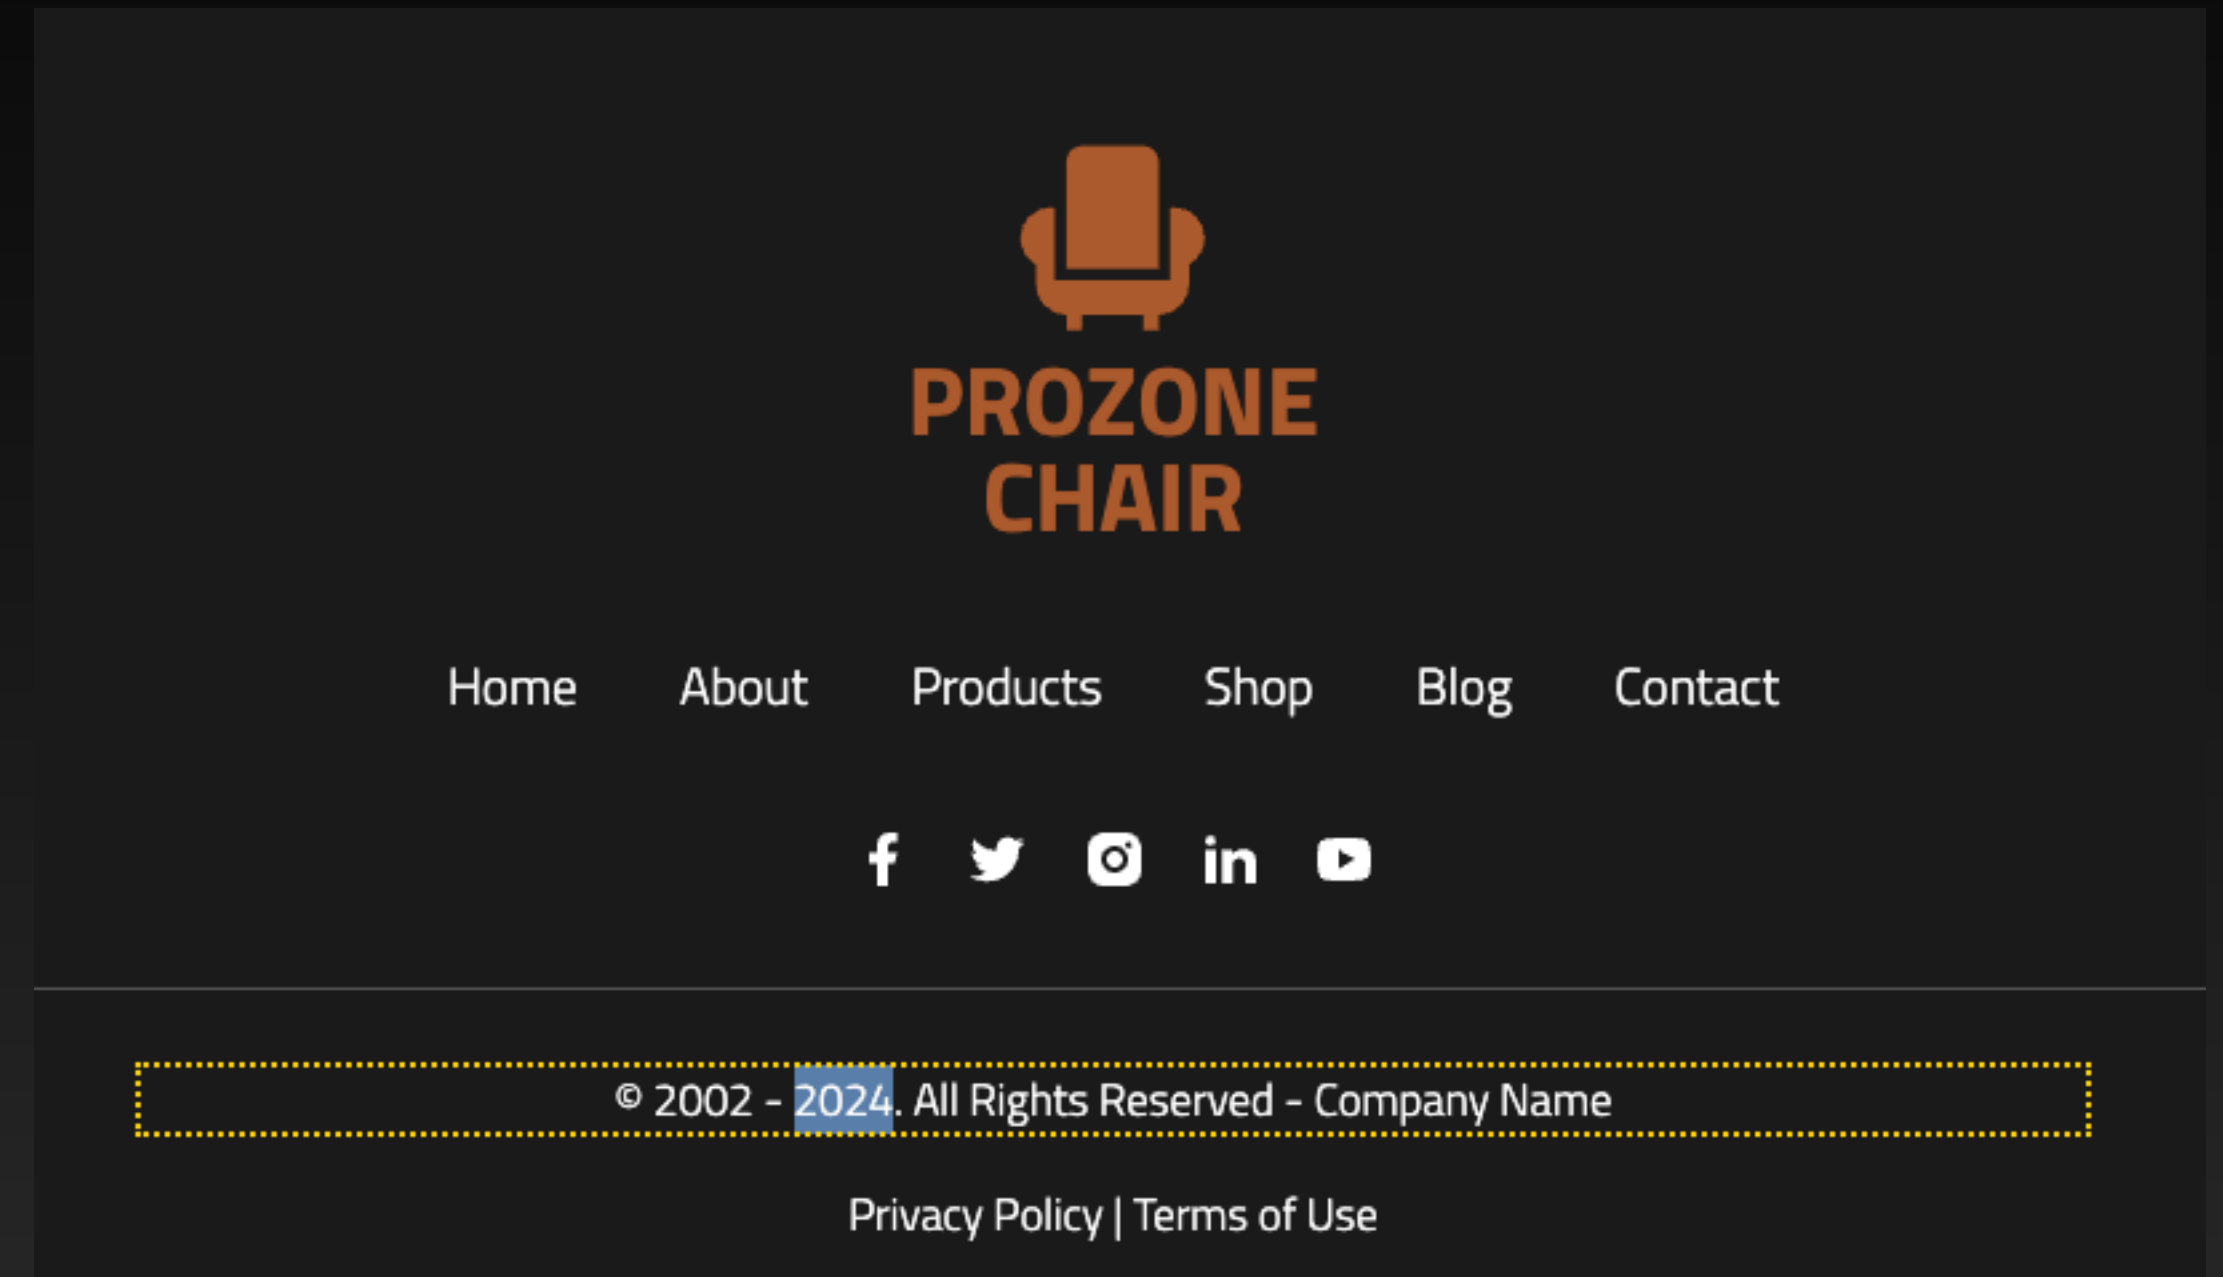 PROZONE
CHAIR
Home About Products Shop Blog Contact
© 2002 - 2024. All Rights Reserved - Company Name
Privacy Policy | Terms of Use